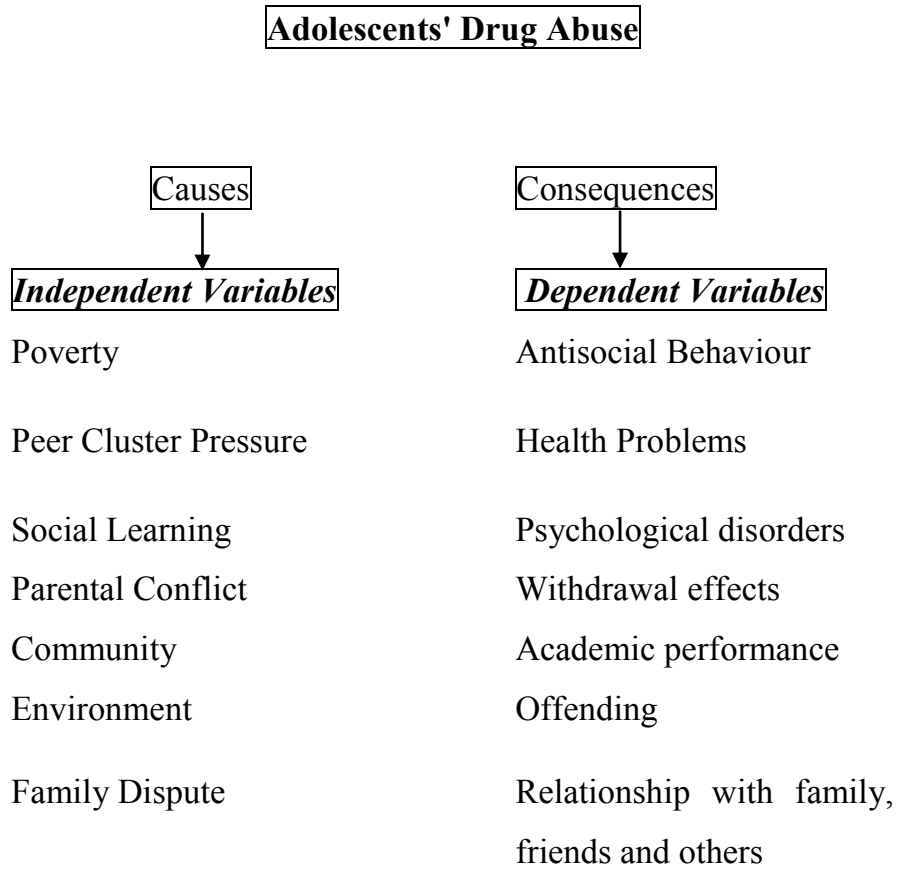 Adolescents' Drug Abuse
Causes
Consequences
Independent Variables
Dependent Variables
Poverty
Antisocial Behaviour
Peer Cluster Pressure
Health Problems
Social Learning
Psychological disorders
Parental Conflict
Withdrawal effects
Community
Academic performance
Environment
Offending
Family Dispute
Relationship with family,
friends and others